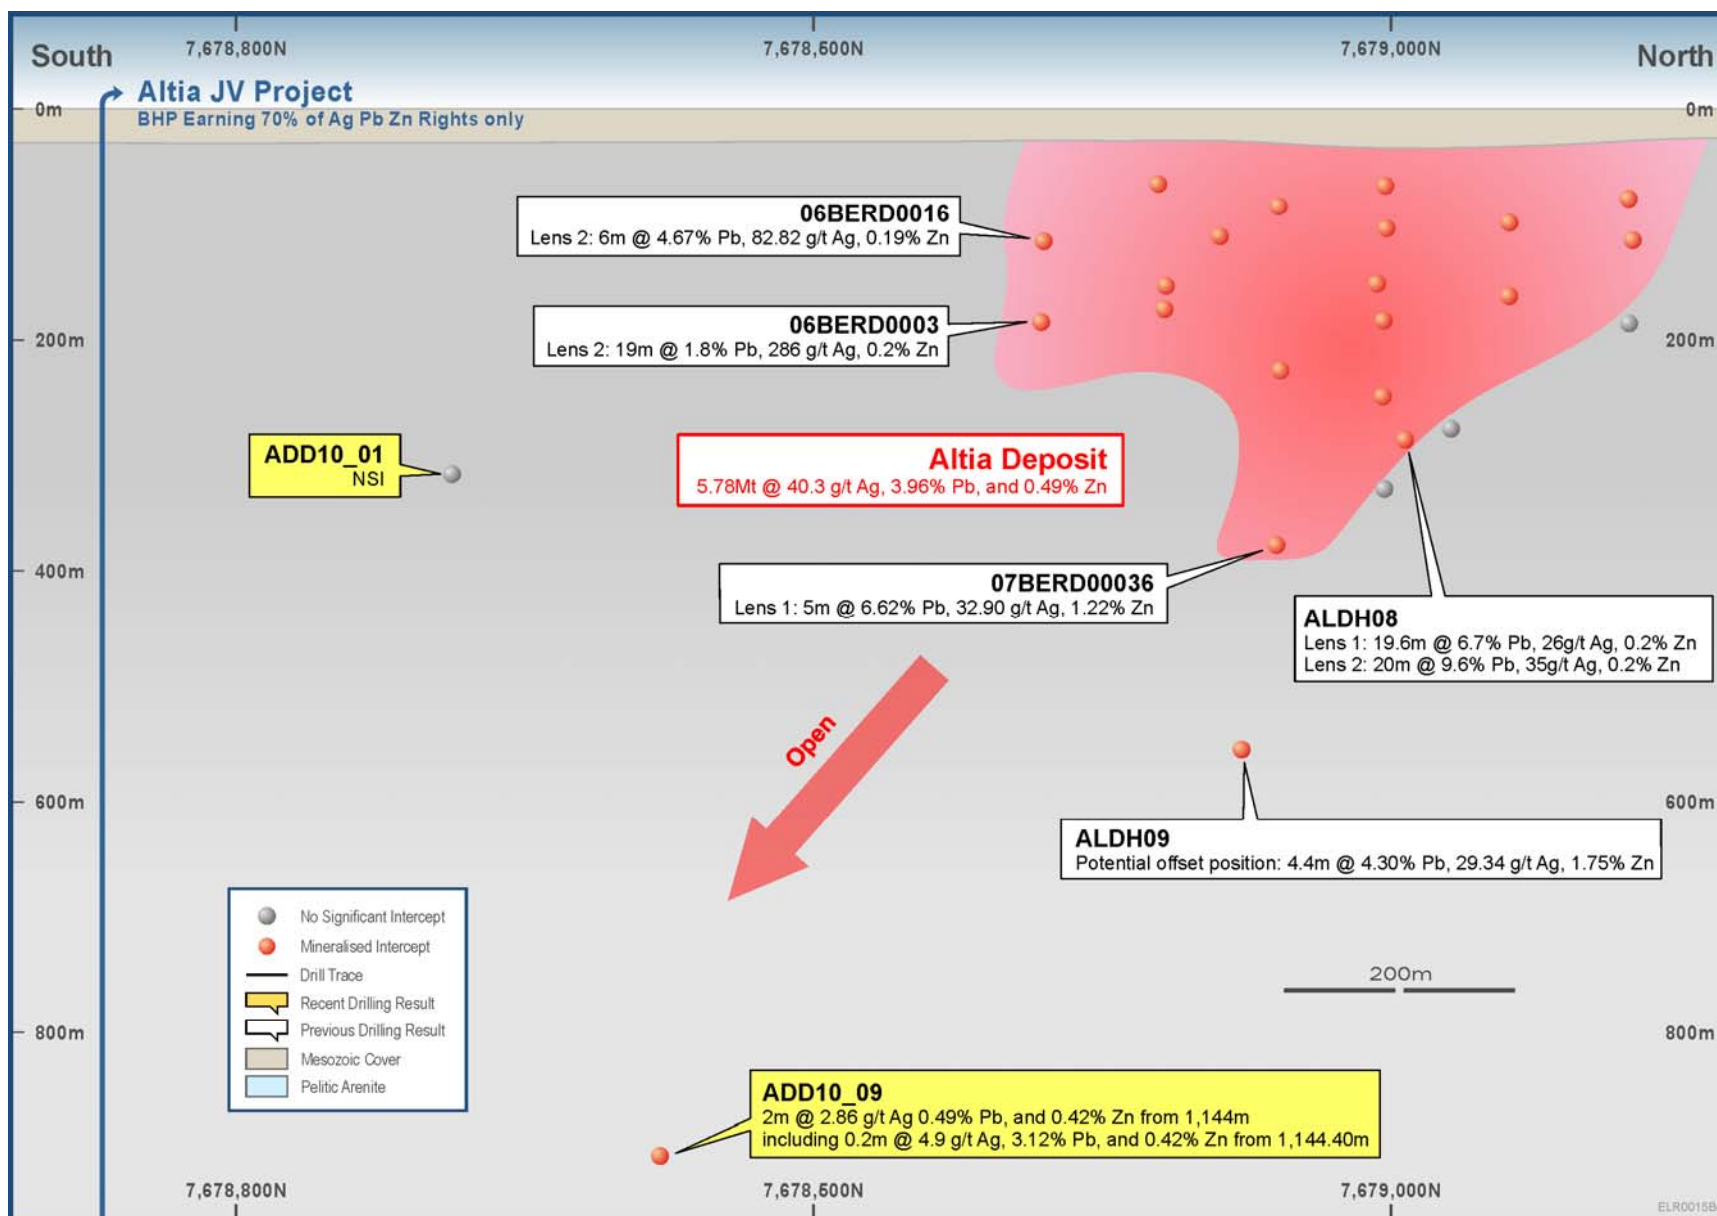 7,678,800N
7,678,600N
7,679,000N
South
North
Altia JV Project
BHP Earning 70% of Ag Pb Zn Rights only
0m
0m
06BERD0016
Lens 2: 6m @ 4.67% Pb, 82.82 g/t Ag, 0.19% Zn
06BERD0003
Lens 2: 19m @ 1.8% Pb, 286 g/t Ag, 0.2% Zn
200m
200m
ADD10_01
NSI
Altia Deposit
5.78Mt @ 40.3 g/t Ag, 3.96% Pb, and 0.49% Zn
400m
07BERD00036
Lens 1: 5m @ 6.62% Pb, 32.90 g/t Ag, 1.22% Zn
ALDH08
Lens 1: 19.6m @ 6.7% Pb, 26g/t Ag, 0.2% Zn
Lens 2: 20m @ 9.6% Pb, 35g/t Ag, 0.2% Zn
Open
600m
600m
ALDH09
Potential offset position: 4.4m @ 4.30% Pb, 29.34 g/t Ag, 1.75% Zn
No Significant Intercept
Mineralised Intercept
Drill Trace
Recent Drilling Result
Previous Drilling Result
Mesozoic Cover
Pelitic Arenite
200m
800m
800m
ADD10_09
2m @ 2.86 g/t Ag 0.49% Pb, and 0.42% Zn from 1,144m
including 0.2m @ 4.9 g/t Ag, 3.12% Pb, and 0.42% Zn from 1,144.40m
7,678,800N
7,678,600N
7,679,000N